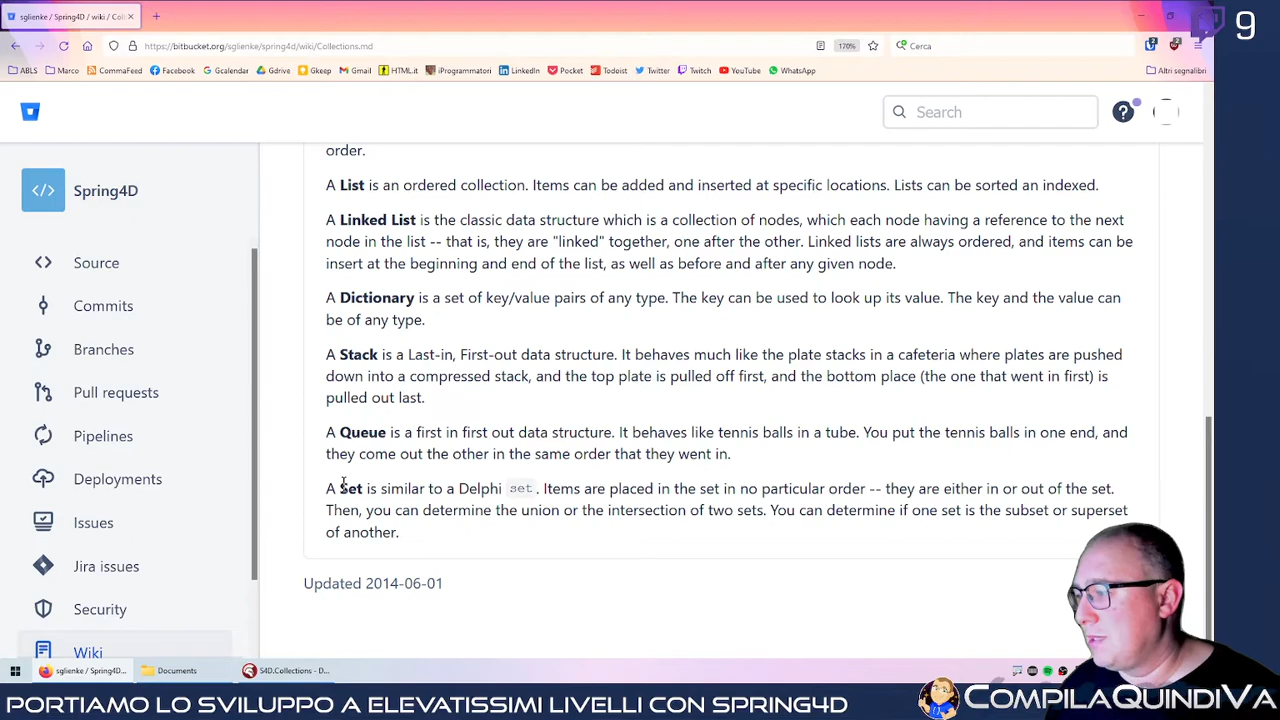 sglienke / Spring4D / wiki / Coll
9
https://bitbucket.org/sglienke/spring4d/wiki/Collections.md
170%
Cerca
ABLS
Marco
CommaFeed
Facebook
Gcalendar
Gdrive
Gkeep
Gmail
HTML.it
iProgrammatori
LinkedIn
Pocket
Todoist
Twitter
Twitch
YouTube
WhatsApp
Altri segnalibri
Search
Spring4D
Source
Commits
Branches
Pull requests
Pipelines
Deployments
Issues
Jira issues
Security
Wiki
order.
A List is an ordered collection. Items can be added and inserted at specific locations. Lists can be sorted an indexed.
A Linked List is the classic data structure which is a collection of nodes, which each node having a reference to the next
node in the list -- that is, they are "linked" together, one after the other. Linked lists are always ordered, and items can be
insert at the beginning and end of the list, as well as before and after any given node.
A Dictionary is a set of key/value pairs of any type. The key can be used to look up its value. The key and the value can
be of any type.
A Stack is a Last-in, First-out data structure. It behaves much like the plate stacks in a cafeteria where plates are pushed
down into a compressed stack, and the top plate is pulled off first, and the bottom place (the one that went in first) is
pulled out last.
A Queue is a first in first out data structure. It behaves like tennis balls in a tube. You put the tennis balls in one end, and
they come out the other in the same order that they went in.
A Set is similar to a Delphi set. Items are placed in the set in no particular order -- they are either in or out of the set.
Then, you can determine the union or the intersection of two sets. You can determine if one set is the subset or superset
of another.
Updated 2014-06-01
sglienke / Spring4D...
Documents
S4D.Collections - D...
PORTIAMO LO SVILUPPO A ELEVATISSIMI LIVELLI CON SPRING4D
COMPILAQUINDIVA